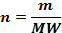 n = m / MW